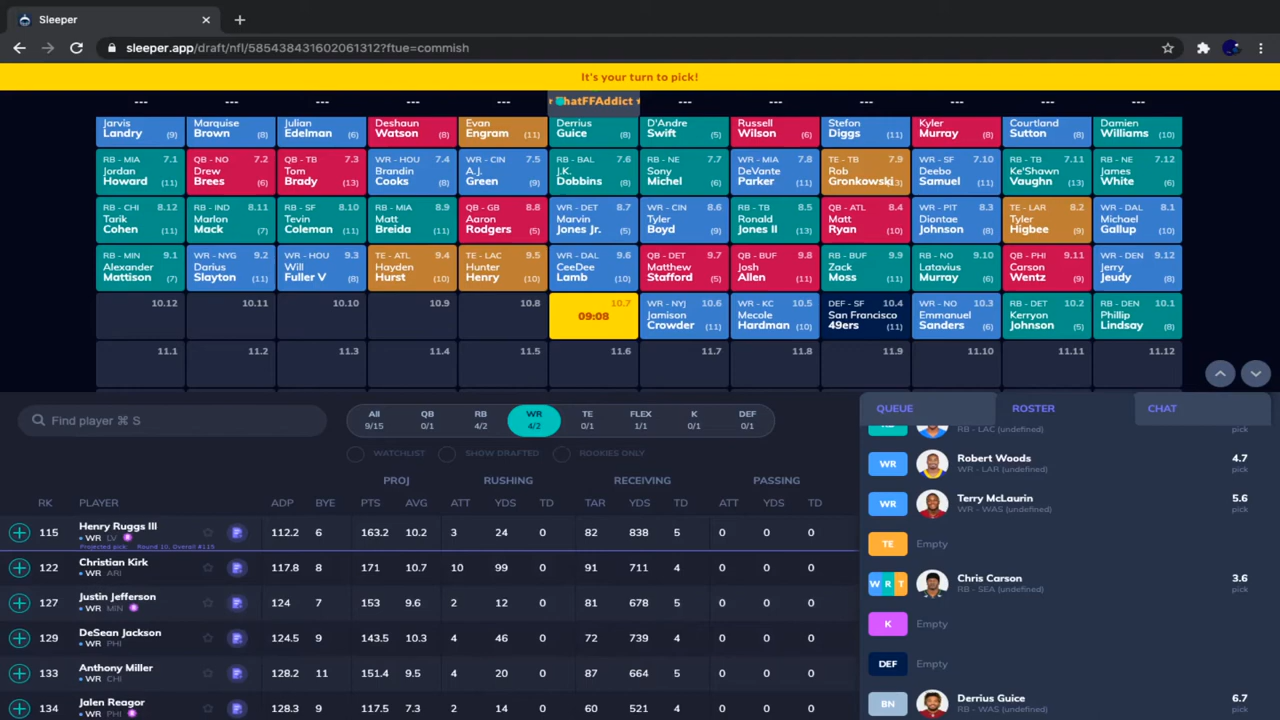 Sleeper
sleeper.app/draft/nfl/585438431602061312?ftue=commish
It's your turn to pick!
--- --- --- --- --- ChatFFAddict --- --- --- --- --- ---
Jarvis Marquise Julian Deshaun Evan Derrius D'Andre Russell Stefan Kyler Courtland Damien
Landry (9) Brown (8) Edelman (6) Watson (8) Engram (11) Guice (8) Swift (5) Wilson (6) Diggs (11) Murray (8) Sutton (8) Williams (10)
RB - MIA 7.1 QB - NO 7.2 QB - TB 7.3 WR - HOU 7.4 WR - CIN 7.5 RB - BAL 7.6 RB - NE 7.7 WR - MIA 7.8 TE - TB 7.9 WR - SF 7.10 RB - TB 7.11 RB - NE 7.12
Jordan Drew Tom Brandin A.J. J.K. Sony DeVante Rob Deebo Ke'Shawn James
Howard (11) Brees (6) Brady (13) Cooks (8) Green (9) Dobbins (8) Michel (6) Parker (11) Gronkowski (13) Samuel (11) Vaughn (13) White (6)
RB - CHI 8.12 RB - IND 8.11 RB - SF 8.10 RB - MIA 8.9 QB - GB 8.8 WR - DET 8.7 WR - CIN 8.6 RB - TB 8.5 QB - ATL 8.4 WR - PIT 8.3 TE - LAR 8.2 WR - DAL 8.1
Tarik Marlon Tevin Matt Aaron Marvin Tyler Ronald Matt Diontae Tyler Michael
Cohen (11) Mack (7) Coleman (11) Breida (11) Rodgers (5) Jones Jr. (5) Boyd (9) Jones II (13) Ryan (10) Johnson (8) Higbee (9) Gallup (10)
RB - MIN 9.1 WR - NYG 9.2 WR - HOU 9.3 TE - ATL 9.4 TE - LAC 9.5 WR - DAL 9.6 QB - DET 9.7 QB - BUF 9.8 RB - BUF 9.9 RB - NO 9.10 QB - PHI 9.11 WR - DEN 9.12
Alexander Darius Will Hayden Hunter CeeDee Matthew Josh Zack Latavius Carson Jerry
Mattison (7) Slayton (11) Fuller V (8) Hurst (10) Henry (10) Lamb (10) Stafford (5) Allen (11) Moss (11) Murray (6) Wentz (9) Jeudy (8)
10.12 10.11 10.10 10.9 10.8 10.7 WR - NYJ 10.6 WR - KC 10.5 DEF - SF 10.4 WR - NO 10.3 RB - DET 10.2 RB - DEN 10.1
09:08 Jamison Mecole San Francisco Emmanuel Kerryon Phillip
Crowder (11) Hardman (10) 49ers (11) Sanders (6) Johnson (5) Lindsay (8)
11.1 11.2 11.3 11.4 11.5 11.6 11.7 11.8 11.9 11.10 11.11 11.12
Find player ⌘ S
All QB RB WR TE FLEX K DEF
9/15 0/1 4/2 4/2 0/1 1/1 0/1 0/1
WATCHLIST SHOW DRAFTED ROOKIES ONLY
PROJ RUSHING RECEIVING PASSING
RK PLAYER ADP BYE PTS AVG ATT YDS TD TAR YDS TD ATT YDS TD
115 Henry Ruggs III 112.2 6 163.2 10.2 3 24 0 82 838 5 0 0 0
WR LV
Projected pick: Round 10, Overall #115
122 Christian Kirk 117.8 8 171 10.7 10 99 0 91 711 4 0 0 0
WR ARI
127 Justin Jefferson 124 7 153 9.6 2 12 0 81 678 5 0 0 0
WR MIN
129 DeSean Jackson 124.5 9 143.5 10.3 4 46 0 72 739 4 0 0 0
WR PHI
133 Anthony Miller 128.2 11 151.4 9.5 4 20 0 87 664 5 0 0 0
WR CHI
134 Jalen Reagor 128.3 9 117.5 7.3 2 14 0 60 521 4 0 0 0
WR PHI
QUEUE ROSTER CHAT
RB - LAC (undefined) pick
WR Robert Woods 4.7
WR - LAR (undefined) pick
WR Terry McLaurin 5.6
WR - WAS (undefined) pick
TE Empty
W R T Chris Carson 3.6
RB - SEA (undefined) pick
K Empty
DEF Empty
BN Derrius Guice 6.7
RB - WAS (undefined) pick